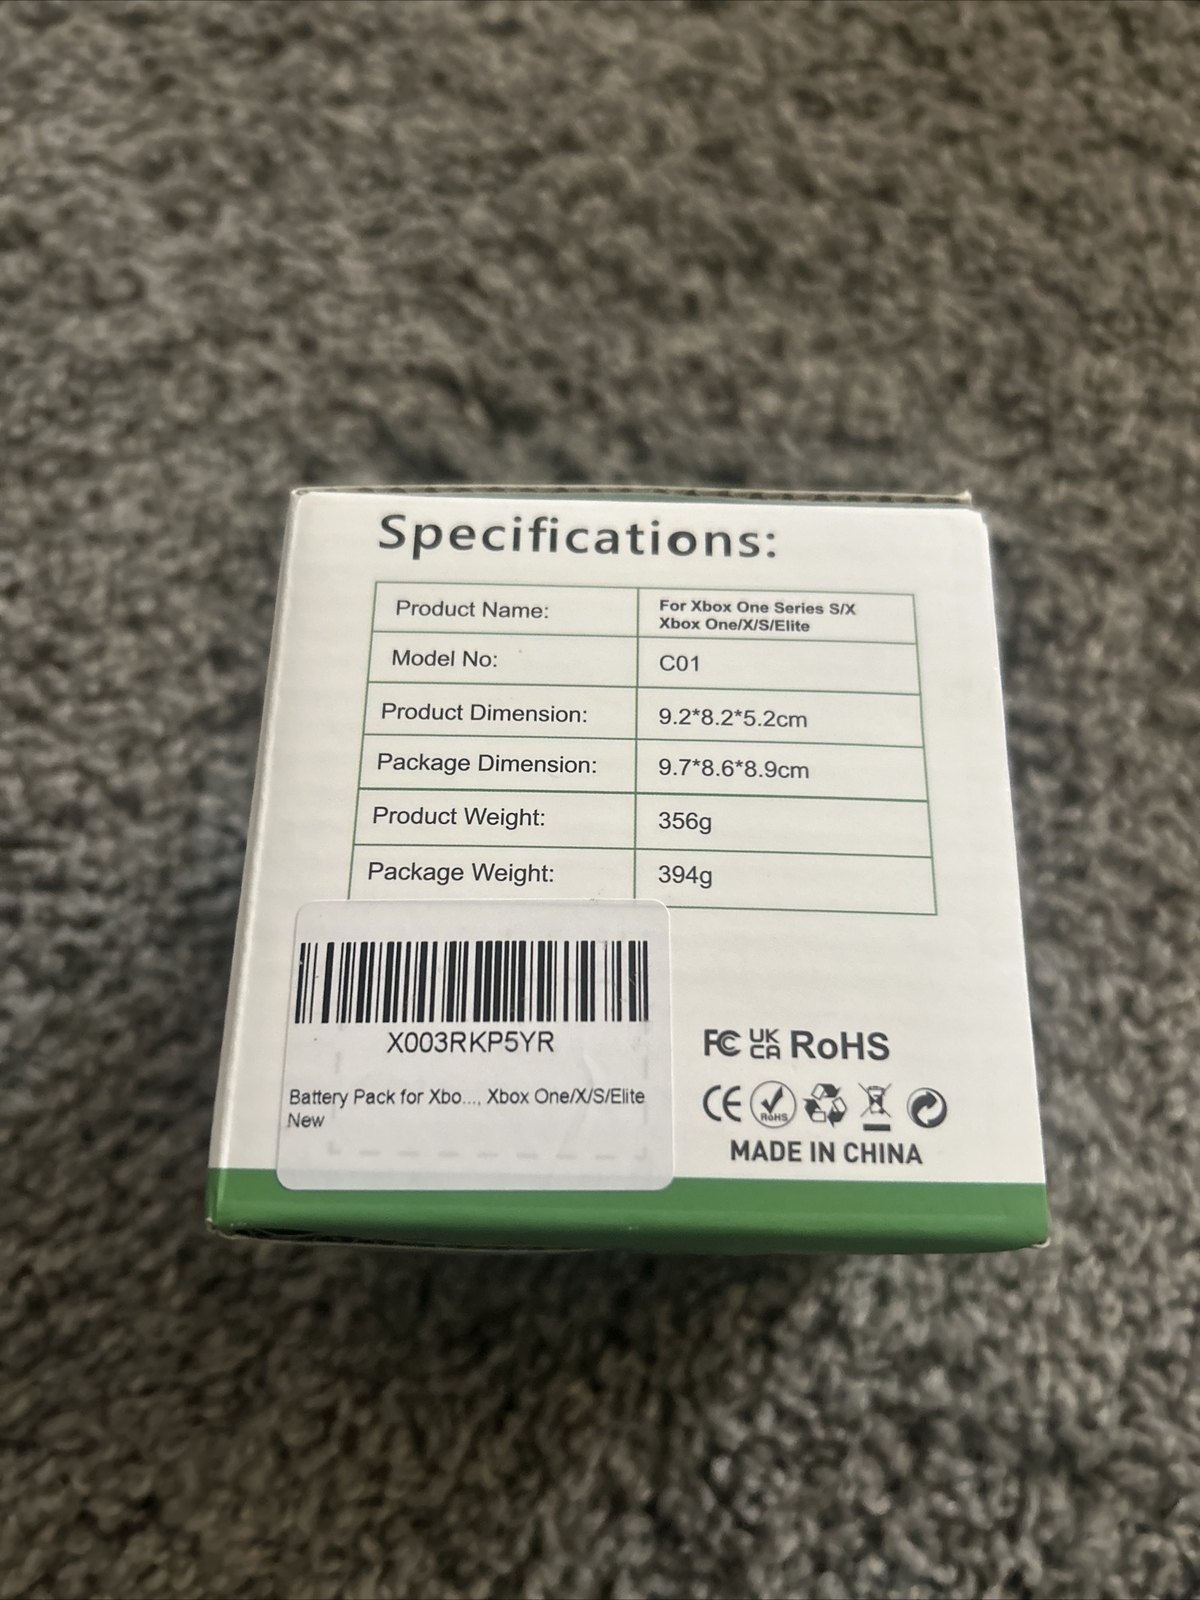 Specifications:
Product Name: For Xbox One Series S/X
Xbox One/X/S/Elite
Model No: C01
Product Dimension: 9.2*8.2*5.2cm
Package Dimension: 9.7*8.6*8.9cm
Product Weight: 356g
Package Weight: 394g
X003RKP5YR
Battery Pack for Xbo..., Xbox One/X/S/Elite
New
FC UK CA RoHS
CE RoHS
MADE IN CHINA